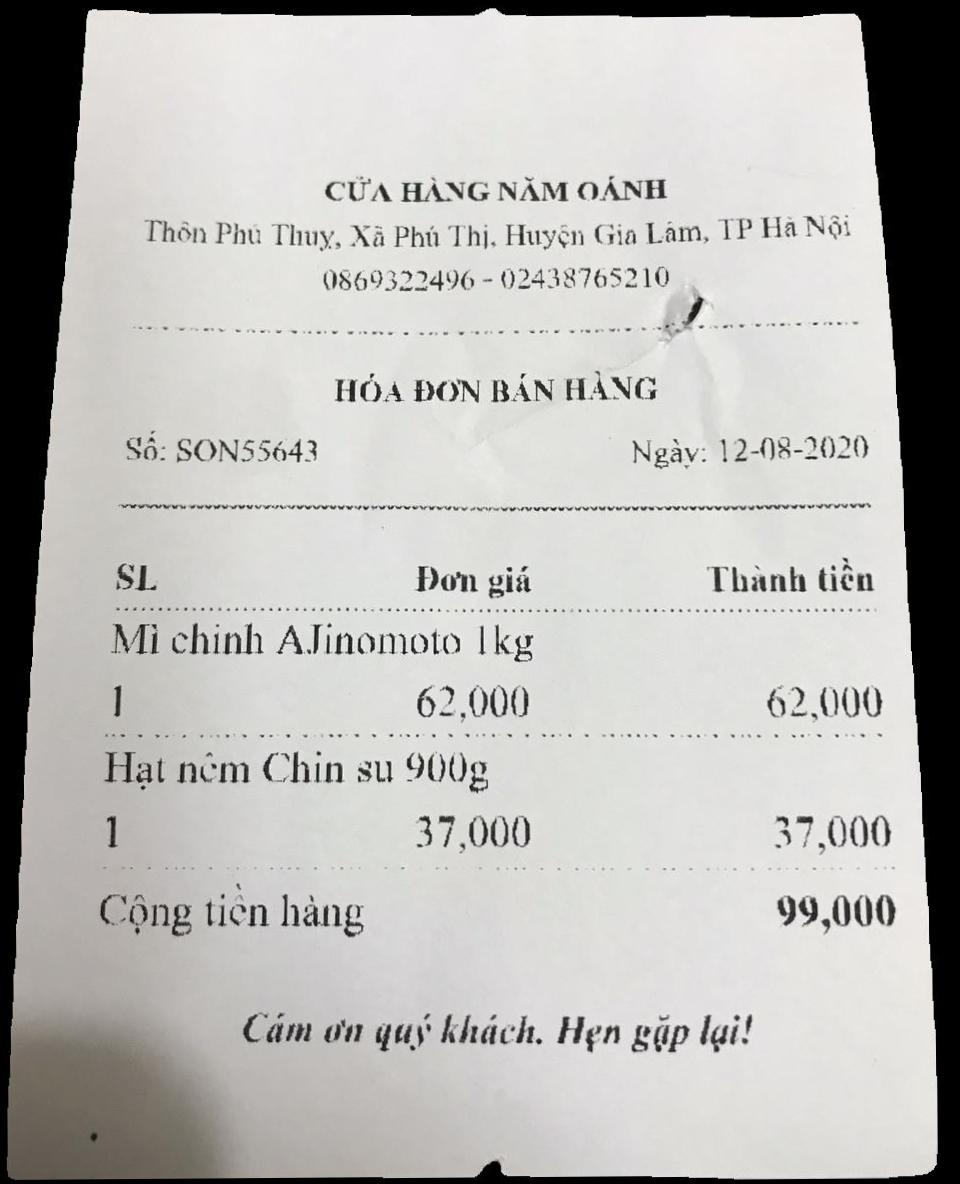 CỬA HÀNG NĂM OÁNH
Thôn Phú Thuy, Xã Phú Thị, Huyện Gia Lâm, TP Hà Nội
0869322496 - 02438765210
HÓA ĐƠN BÁN HÀNG
Số: SON55643 Ngày: 12-08-2020
SL Đơn giá Thành tiền
Mì chinh AJinomoto 1kg
1 62,000 62,000
Hạt nêm Chin su 900g
1 37,000 37,000
Cộng tiền hàng 99,000
Cám ơn quý khách. Hẹn gặp lại!